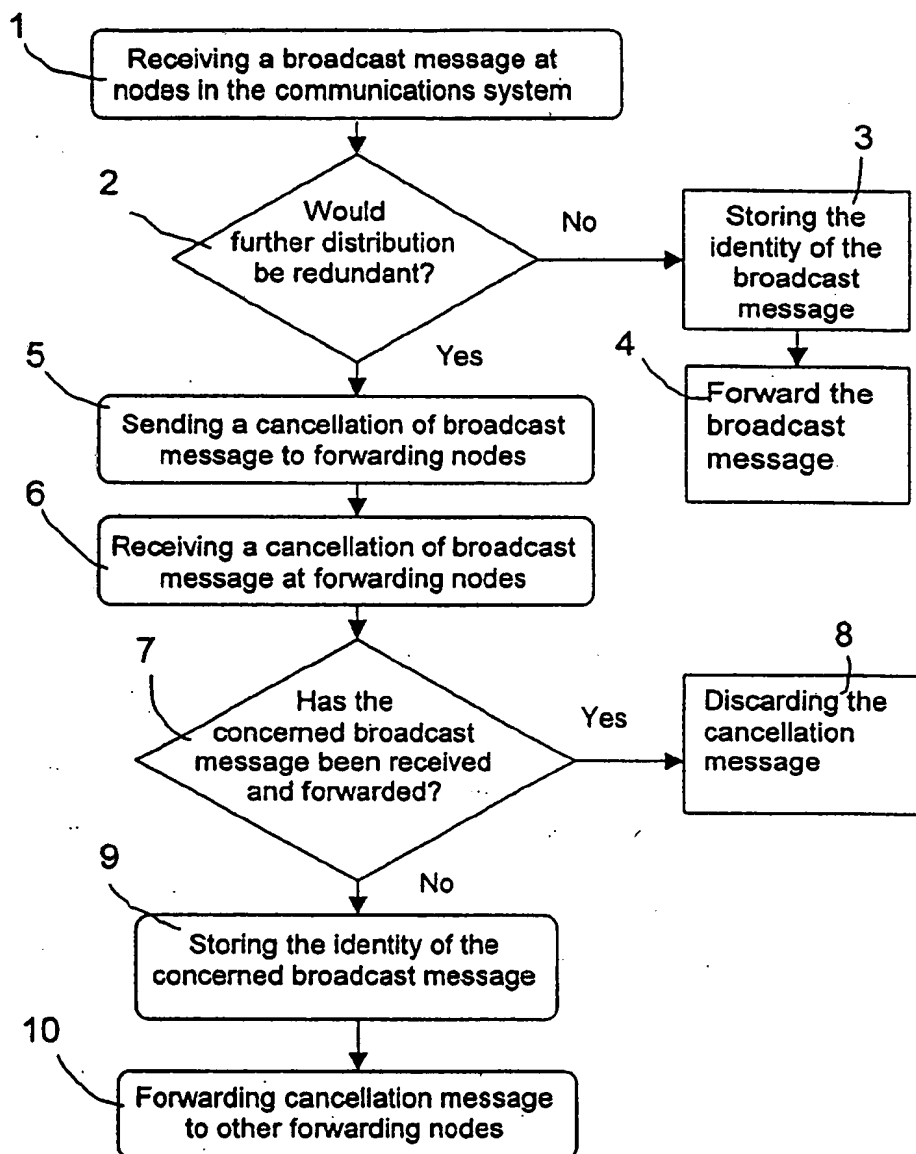 1
Receiving a broadcast message at
nodes in the communications system
2
Would
further distribution
be redundant?
No
3
Storing the
identity of the
broadcast
message
Yes
4
Forward the
broadcast
message
5
Sending a cancellation of broadcast
message to forwarding nodes
6
Receiving a cancellation of broadcast
message at forwarding nodes
7
Has the
concerned broadcast
message been received
and forwarded?
Yes
8
Discarding the
cancellation
message
No
9
Storing the identity of the
concerned broadcast message
10
Forwarding cancellation message
to other forwarding nodes